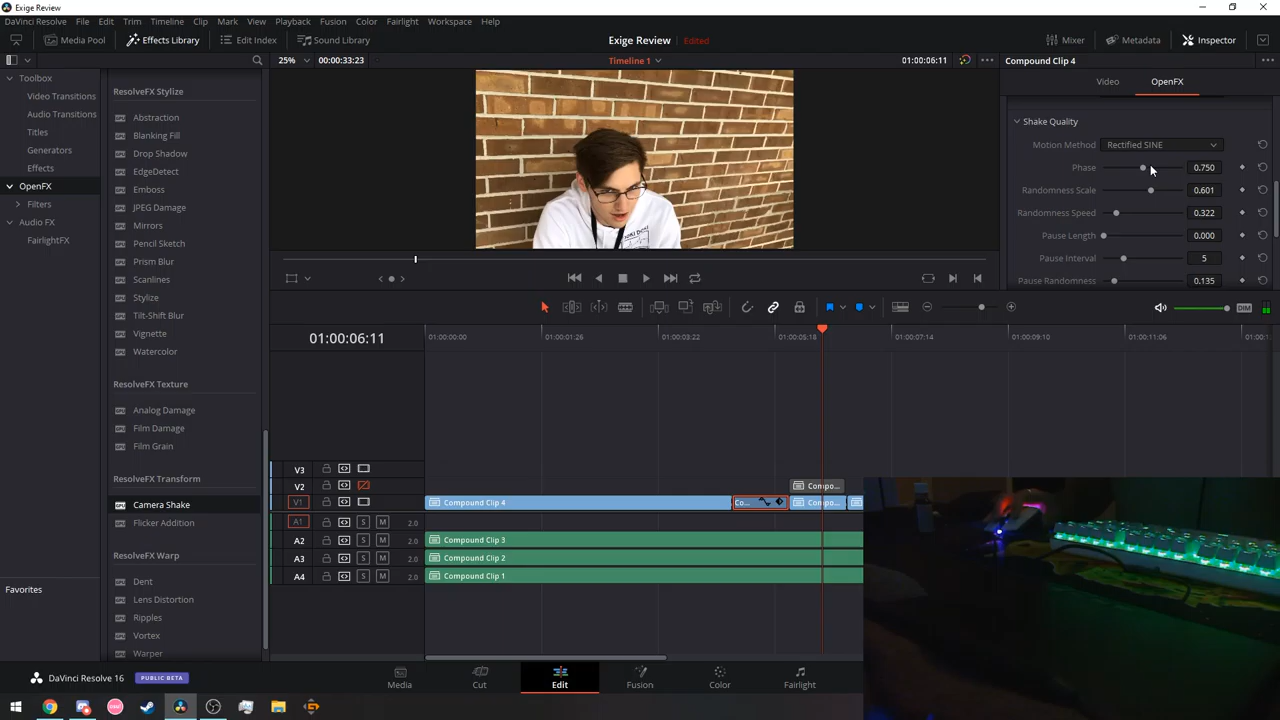 Exige Review
DaVinci Resolve File Edit Trim Timeline Clip Mark View Playback Fusion Color Fairlight Workspace Help
Media Pool Effects Library Edit Index Sound Library Exige Review Edited Mixer Metadata Inspector
25% 00:00:33:23 Timeline 1 01:00:06:11 Compound Clip 4
Toolbox
Video Transitions
Audio Transitions
Titles
Generators
Effects
OpenFX
Filters
Audio FX
FairlightFX
Favorites
ResolveFX Stylize
Abstraction
Blanking Fill
Drop Shadow
EdgeDetect
Emboss
JPEG Damage
Mirrors
Pencil Sketch
Prism Blur
Scanlines
Stylize
Tilt-Shift Blur
Vignette
Watercolor
ResolveFX Texture
Analog Damage
Film Damage
Film Grain
ResolveFX Transform
Camera Shake
Flicker Addition
ResolveFX Warp
Dent
Lens Distortion
Ripples
Vortex
Warper
Video OpenFX
Shake Quality
Motion Method Rectified SINE
Phase 0.750
Randomness Scale 0.601
Randomness Speed 0.322
Pause Length 0.000
Pause Interval 5
Pause Randomness 0.135
DIM
01:00:06:11
01:00:00:00 01:00:01:26 01:00:03:22 01:00:05:18 01:00:07:14 01:00:09:10 01:00:11:06
V3
V2 Compo...
V1 Compound Clip 4 Co... Compo...
A1 S M 2.0
A2 S M 2.0 Compound Clip 3
A3 S M 2.0 Compound Clip 2
A4 S M 2.0 Compound Clip 1
DaVinci Resolve 16 PUBLIC BETA
Media Cut Edit Fusion Color Fairlight